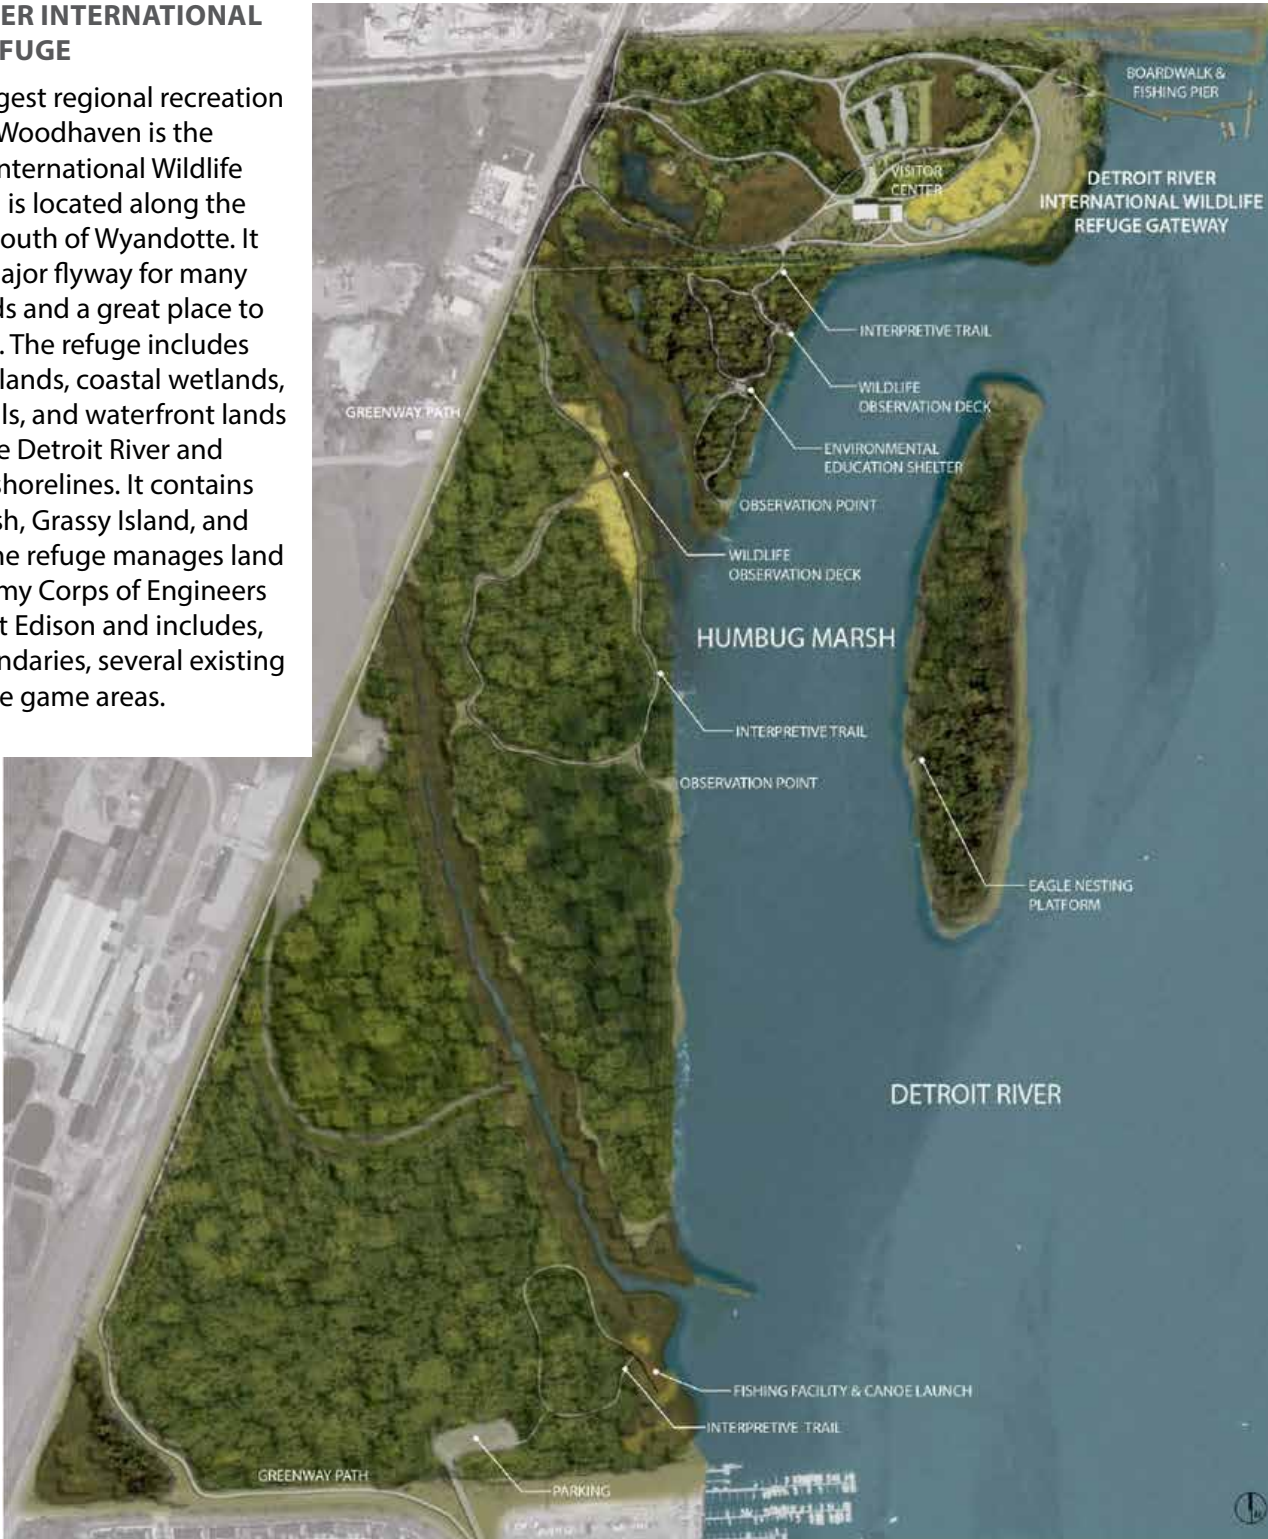 ER INTERNATIONAL
FUGE
gest regional recreation
Woodhaven is the
nternational Wildlife
is located along the
outh of Wyandotte. It
ajor flyway for many
ds and a great place to
. The refuge includes
lands, coastal wetlands,
ls, and waterfront lands
e Detroit River and
shorelines. It contains
sh, Grassy Island, and
he refuge manages land
my Corps of Engineers
t Edison and includes,
ndaries, several existing
e game areas.
BOARDWALK &
FISHING PIER
VISITOR
CENTER
DETROIT RIVER
INTERNATIONAL WILDLIFE
REFUGE GATEWAY
INTERPRETIVE TRAIL
WILDLIFE
OBSERVATION DECK
GREENWAY PATH
ENVIRONMENTAL
EDUCATION SHELTER
OBSERVATION POINT
WILDLIFE
OBSERVATION DECK
HUMBUG MARSH
INTERPRETIVE TRAIL
OBSERVATION POINT
EAGLE NESTING
PLATFORM
DETROIT RIVER
FISHING FACILITY & CANOE LAUNCH
INTERPRETIVE TRAIL
GREENWAY PATH
PARKING